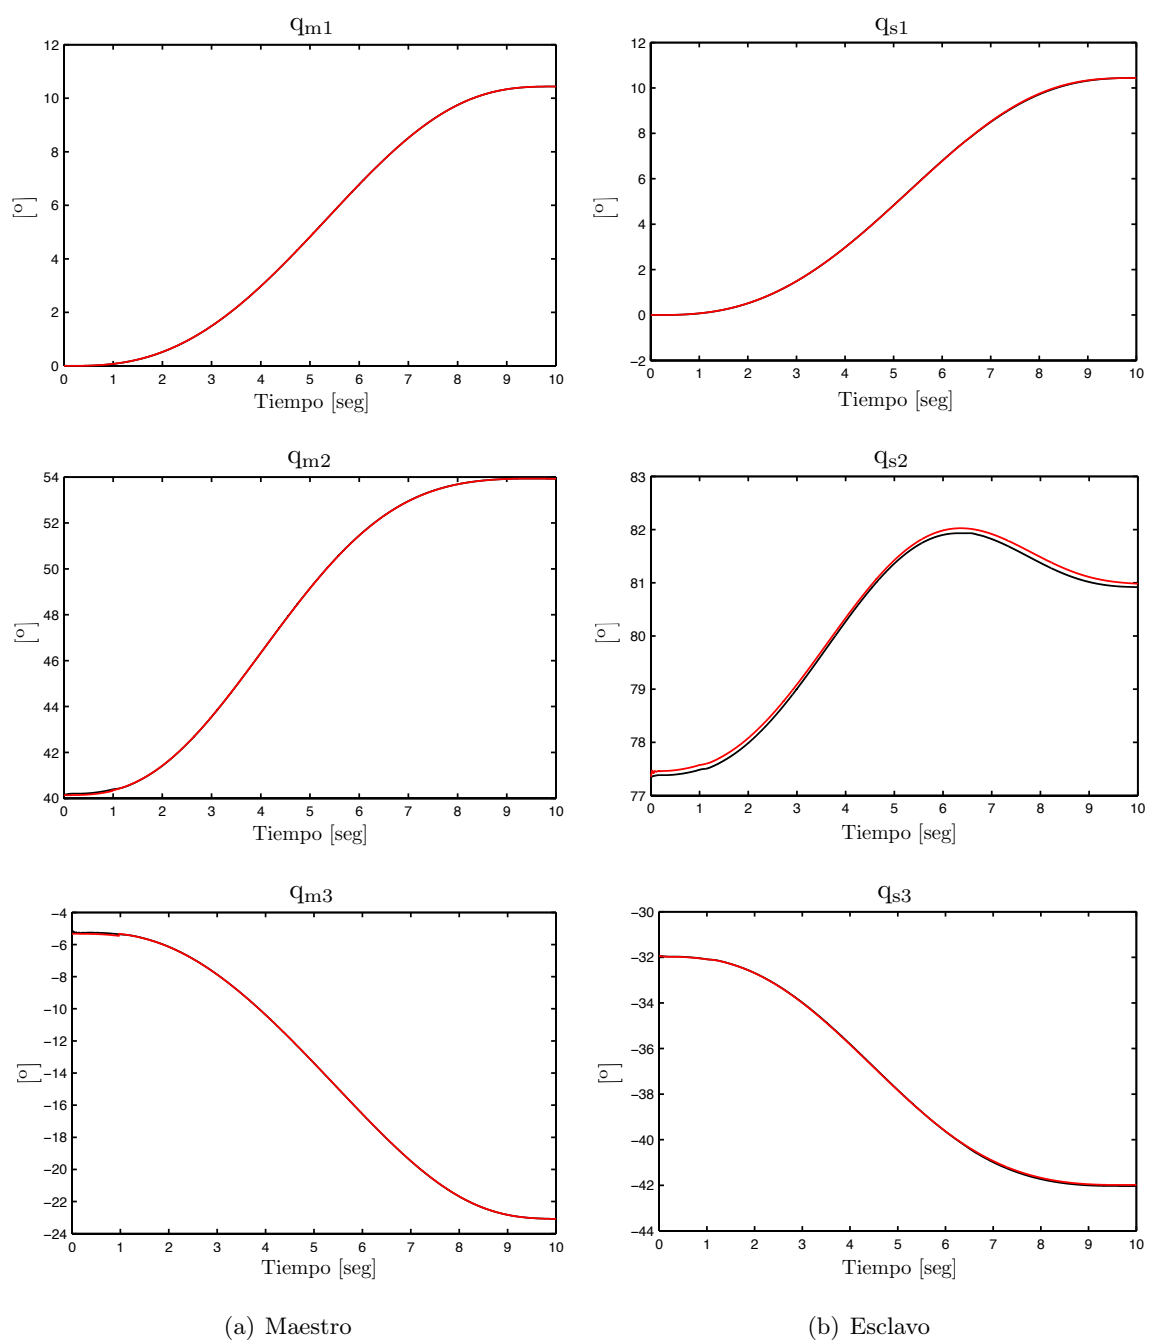 q_m1
12
10
8
6
4
2
0
[º]
0 1 2 3 4 5 6 7 8 9 10
Tiempo [seg]
q_s1
12
10
8
6
4
2
0
−2
[º]
0 1 2 3 4 5 6 7 8 9 10
Tiempo [seg]
q_m2
54
52
50
48
46
44
42
40
[º]
0 1 2 3 4 5 6 7 8 9 10
Tiempo [seg]
q_s2
83
82
81
80
79
78
77
[º]
0 1 2 3 4 5 6 7 8 9 10
Tiempo [seg]
q_m3
−4
−6
−8
−10
−12
−14
−16
−18
−20
−22
−24
[º]
0 1 2 3 4 5 6 7 8 9 10
Tiempo [seg]
q_s3
−30
−32
−34
−36
−38
−40
−42
−44
[º]
0 1 2 3 4 5 6 7 8 9 10
Tiempo [seg]
(a) Maestro
(b) Esclavo